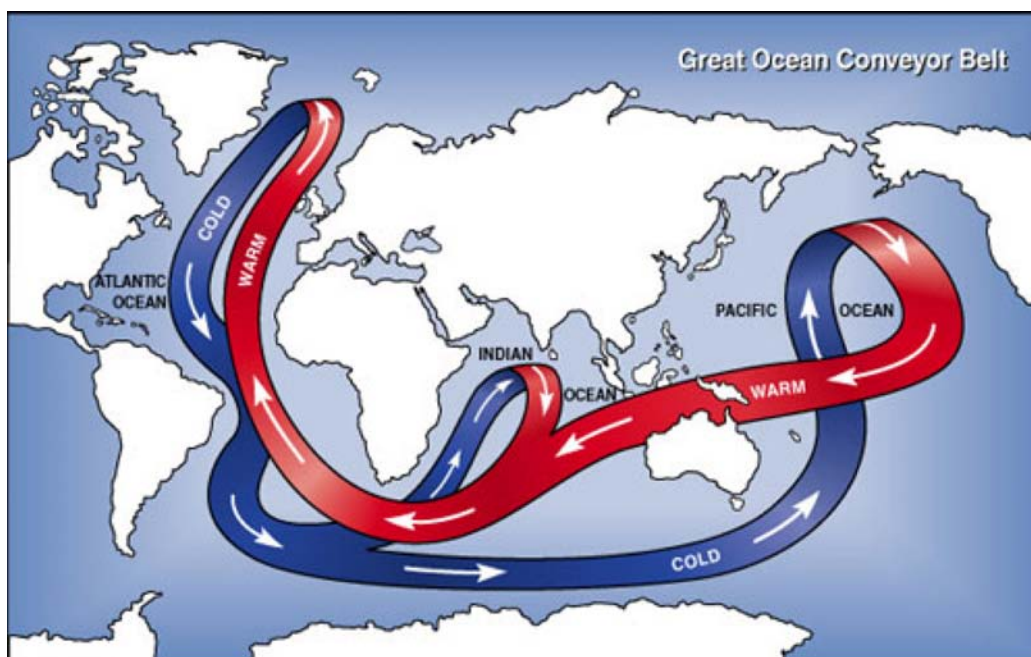 Great Ocean Conveyor Belt
COLD
WARM
ATLANTIC
OCEAN
PACIFIC
OCEAN
INDIAN
OCEAN
WARM
COLD